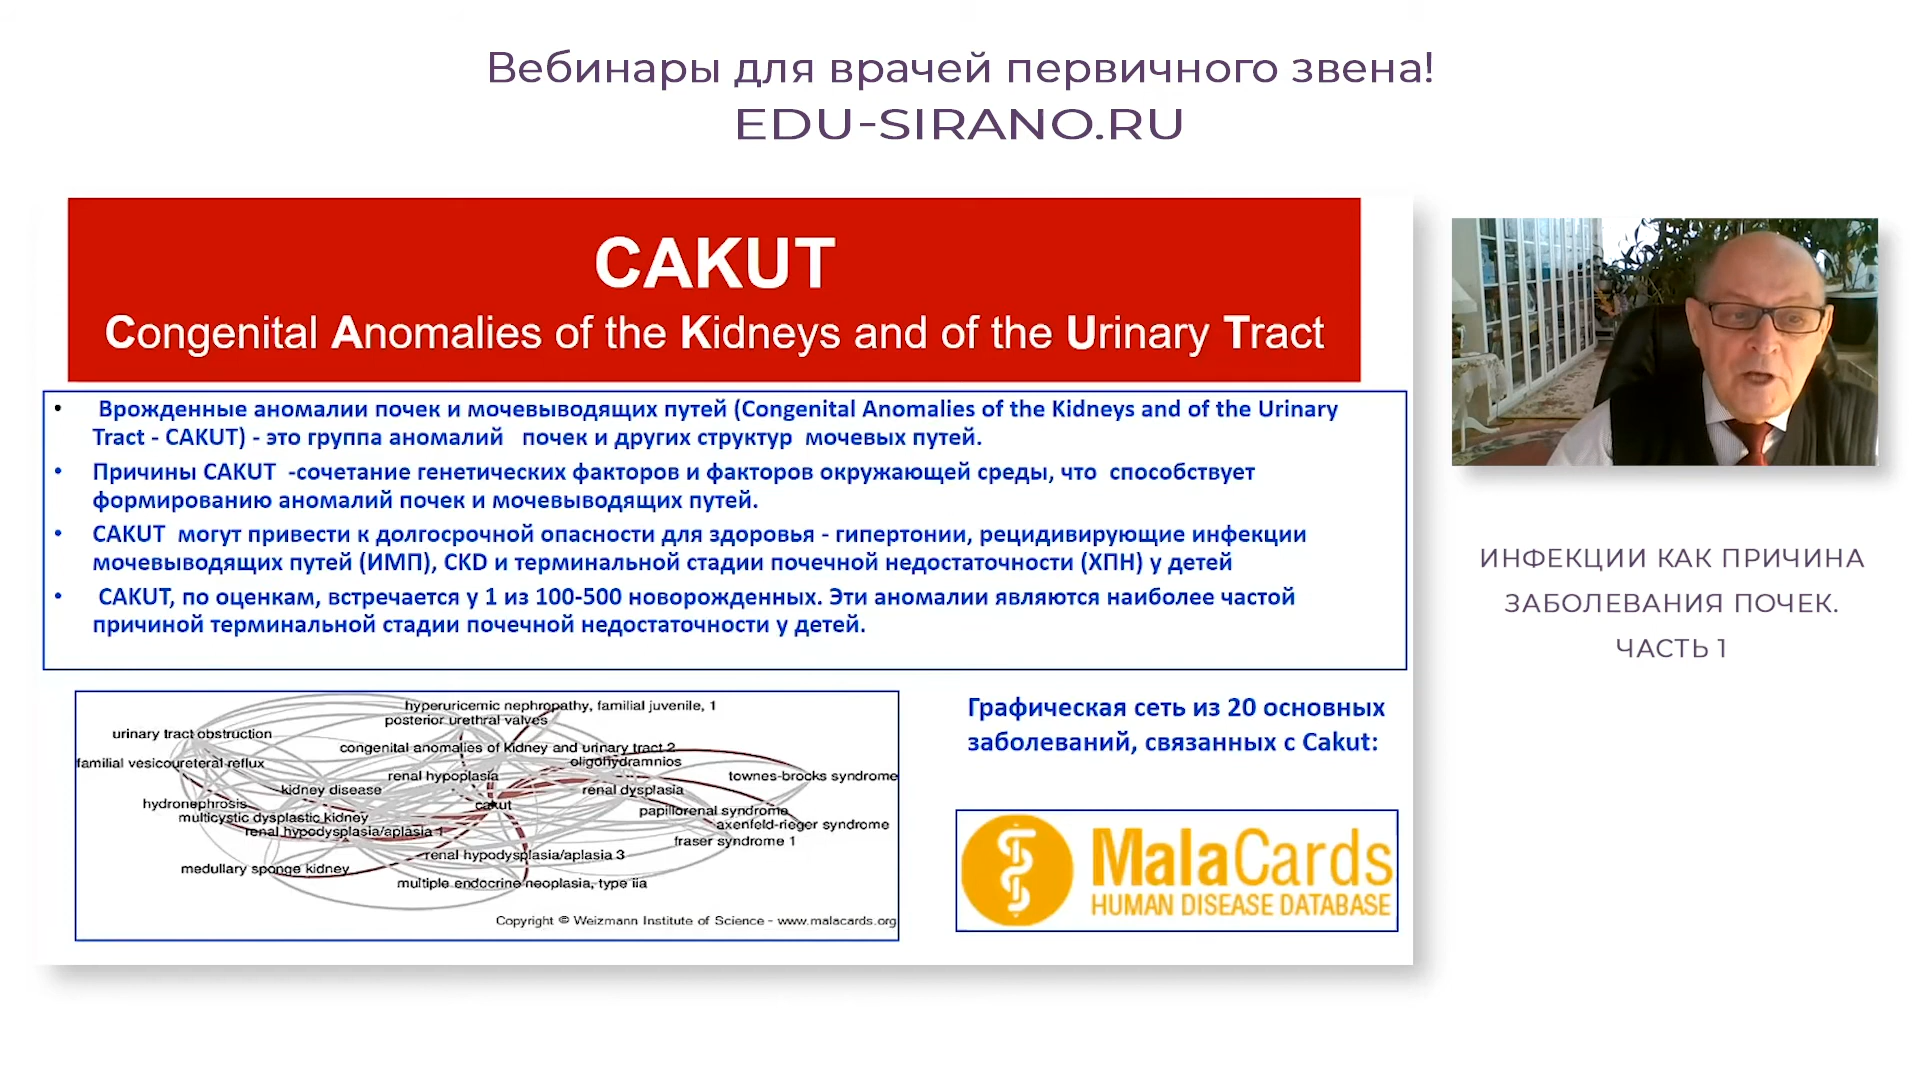 Вебинары для врачей первичного звена!
EDU-SIRANO.RU
CAKUT
Congenital Anomalies of the Kidneys and of the Urinary Tract
• Врожденные аномалии почек и мочевыводящих путей (Congenital Anomalies of the Kidneys and of the Urinary
Tract - CAKUT) - это группа аномалий почек и других структур мочевых путей.
• Причины CAKUT -сочетание генетических факторов и факторов окружающей среды, что способствует
формированию аномалий почек и мочевыводящих путей.
• CAKUT могут привести к долгосрочной опасности для здоровья - гипертонии, рецидивирующие инфекции
мочевыводящих путей (ИМП), CKD и терминальной стадии почечной недостаточности (ХПН) у детей
• CAKUT, по оценкам, встречается у 1 из 100-500 новорожденных. Эти аномалии являются наиболее частой
причиной терминальной стадии почечной недостаточности у детей.
hyperuricemic nephropathy, familial juvenile, 1
posterior urethral valves
urinary tract obstruction
congenital anomalies of kidney and urinary tract 2
familial vesicoureteral reflux
oligohydramnios
renal hypoplasia
townes-brocks syndrome
kidney disease
renal dysplasia
hydronephrosis
cakut
papillorenal syndrome
multicystic dysplastic kidney
axenfeld-rieger syndrome
renal hypodysplasia/aplasia 1
fraser syndrome 1
renal hypodysplasia/aplasia 3
medullary sponge kidney
multiple endocrine neoplasia, type iia
Copyright © Weizmann Institute of Science - www.malacards.org
Графическая сеть из 20 основных
заболеваний, связанных с Cakut:
MalaCards
HUMAN DISEASE DATABASE
ИНФЕКЦИИ КАК ПРИЧИНА
ЗАБОЛЕВАНИЯ ПОЧЕК.
ЧАСТЬ 1